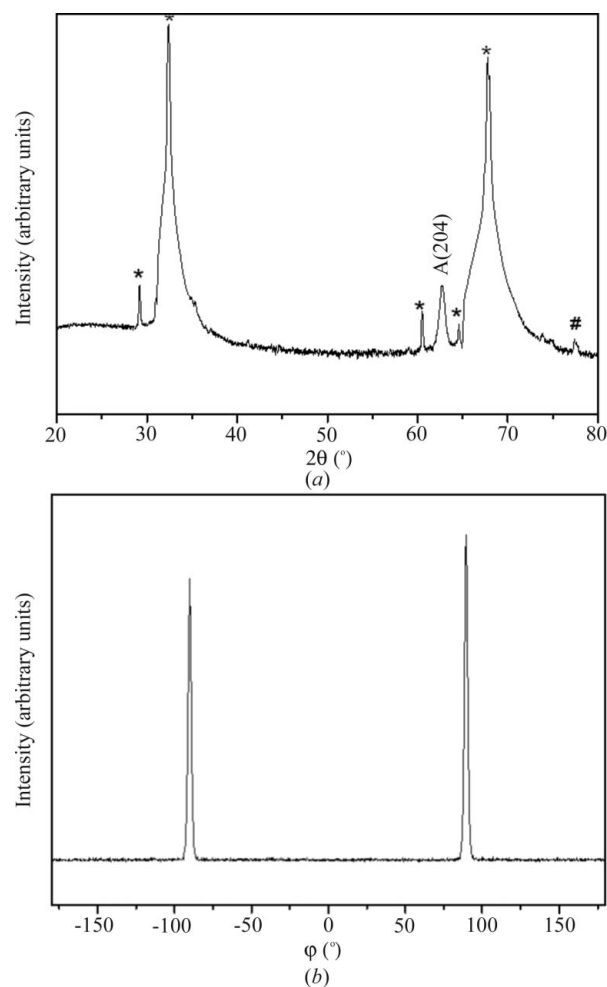 *
*
Intensity (arbitrary units)
*
*
A(204)
*
#
20 30 40 50 60 70 80
2θ (°)
(a)
Intensity (arbitrary units)
-150 -100 -50 0 50 100 150
φ (°)
(b)